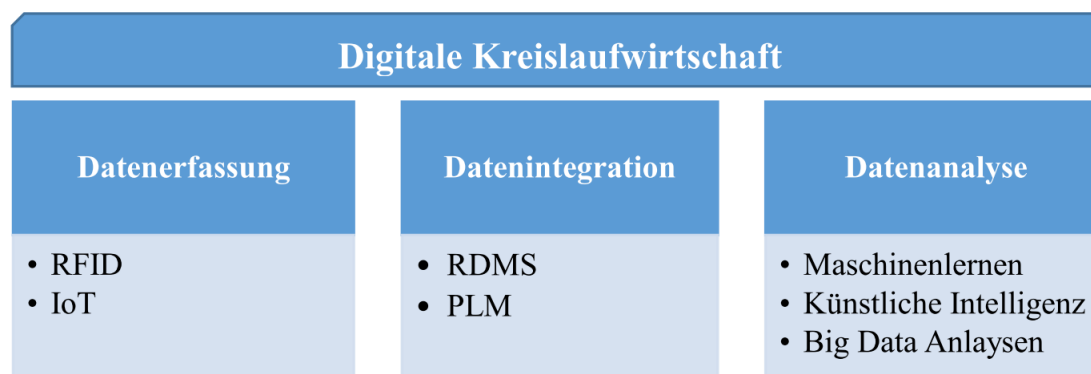 Digitale Kreislaufwirtschaft
Datenerfassung
• RFID
• IoT
Datenintegration
• RDMS
• PLM
Datenanalyse
• Maschinenlernen
• Künstliche Intelligenz
• Big Data Anlaysen